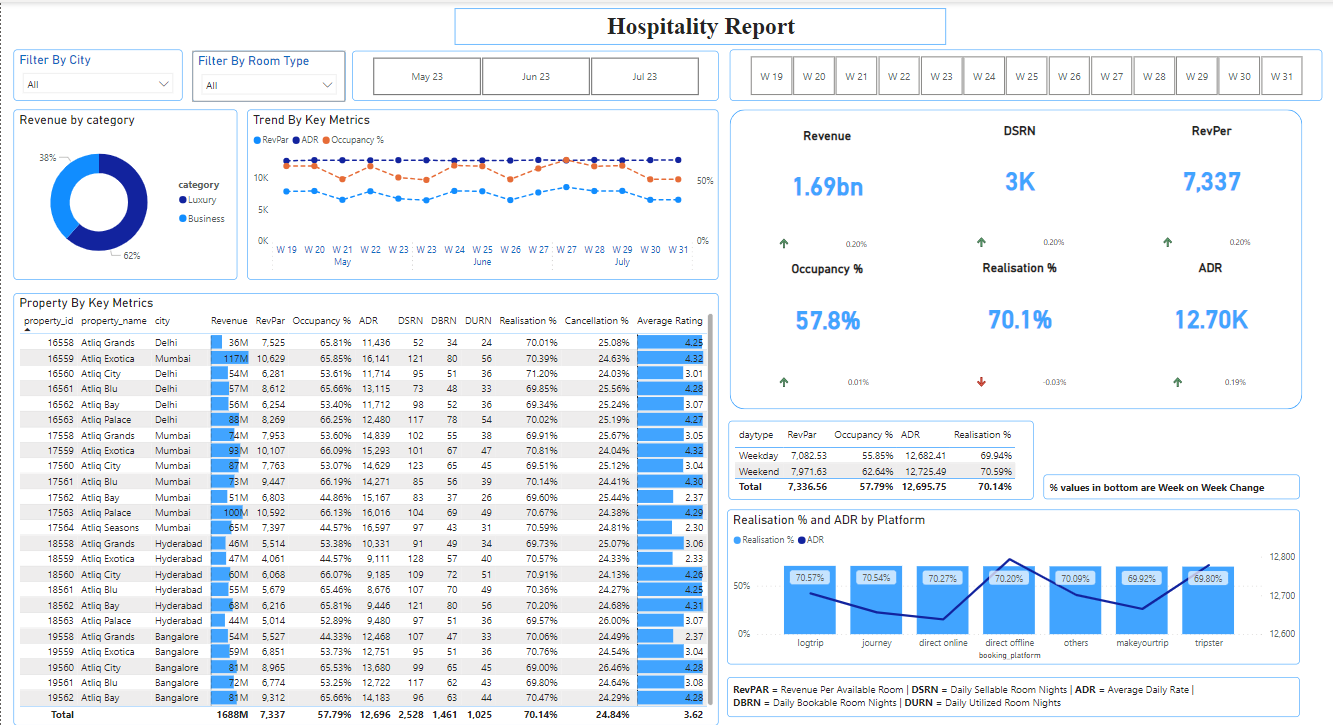 Hospitality Report
Filter By City
All
Filter By Room Type
All
May 23
Jun 23
Jul 23
W 19 W 20 W 21 W 22 W 23 W 24 W 25 W 26 W 27 W 28 W 29 W 30 W 31
Revenue by category
38%
62%
category
Luxury
Business
Trend By Key Metrics
RevPar ADR Occupancy %
10K
5K
0K
50%
0%
W 19 W 20 W 21 W 22 W 23 W 23 W 24 W 25 W 26 W 27 W 27 W 28 W 29 W 30 W 31
May June July
Revenue DSRN RevPer
1.69bn 3K 7,337
0.20% 0.20% 0.20%
Occupancy % Realisation % ADR
57.8% 70.1% 12.70K
0.01% -0.03% 0.19%
Property By Key Metrics
property_id property_name city Revenue RevPar Occupancy % ADR DSRN DBRN DURN Realisation % Cancellation % Average Rating
16558 Atliq Grands Delhi 36M 7,525 65.81% 11,436 52 34 24 70.01% 25.08% 4.25
16559 Atliq Exotica Mumbai 117M 10,629 65.85% 16,141 121 80 56 70.39% 24.63% 4.32
16560 Atliq City Delhi 54M 6,281 53.61% 11,714 95 51 36 71.20% 24.03% 3.01
16561 Atliq Blu Delhi 57M 8,612 65.66% 13,115 73 48 33 69.85% 25.56% 4.28
16562 Atliq Bay Delhi 56M 6,254 53.40% 11,712 98 52 36 69.34% 25.24% 3.07
16563 Atliq Palace Delhi 88M 8,269 66.25% 12,480 117 78 54 70.02% 25.19% 4.27
17558 Atliq Grands Mumbai 74M 7,953 53.60% 14,839 102 55 38 69.91% 25.67% 3.05
17559 Atliq Exotica Mumbai 93M 10,107 66.09% 15,293 101 67 47 70.81% 24.04% 4.32
17560 Atliq City Mumbai 87M 7,763 53.07% 14,629 123 65 45 69.51% 25.12% 3.04
17561 Atliq Blu Mumbai 73M 9,447 66.19% 14,271 85 56 39 70.14% 24.41% 4.30
17562 Atliq Bay Mumbai 51M 6,803 44.86% 15,167 83 37 26 69.60% 25.44% 2.37
17563 Atliq Palace Mumbai 100M 10,592 66.13% 16,016 104 69 49 70.67% 24.38% 4.29
17564 Atliq Seasons Mumbai 65M 7,397 44.57% 16,597 97 43 31 70.59% 24.81% 2.30
18558 Atliq Grands Hyderabad 46M 5,514 53.38% 10,331 91 49 34 69.73% 25.07% 3.06
18559 Atliq Exotica Hyderabad 47M 4,061 44.57% 9,111 128 57 40 70.57% 24.33% 2.33
18560 Atliq City Hyderabad 60M 6,068 66.07% 9,185 109 72 51 70.91% 24.13% 4.26
18561 Atliq Blu Hyderabad 55M 5,679 65.46% 8,676 107 70 49 70.36% 24.27% 4.25
18562 Atliq Bay Hyderabad 68M 6,216 65.81% 9,446 121 80 56 70.20% 24.68% 4.31
18563 Atliq Palace Hyderabad 44M 5,014 52.89% 9,480 97 51 36 69.57% 26.00% 3.07
19558 Atliq Grands Bangalore 54M 5,527 44.33% 12,468 107 47 33 70.06% 24.49% 2.37
19559 Atliq Exotica Bangalore 59M 6,851 53.73% 12,751 95 51 36 70.76% 24.54% 3.04
19560 Atliq City Bangalore 81M 8,965 65.53% 13,680 99 65 45 69.00% 26.46% 4.28
19561 Atliq Blu Bangalore 72M 6,774 53.25% 12,722 117 62 43 69.80% 24.64% 3.08
19562 Atliq Bay Bangalore 81M 9,312 65.66% 14,183 96 63 44 70.47% 24.29% 4.28
Total 1688M 7,337 57.79% 12,696 2,528 1,461 1,025 70.14% 24.84% 3.62
daytype RevPar Occupancy % ADR Realisation %
Weekday 7,082.53 55.85% 12,682.41 69.94%
Weekend 7,971.63 62.64% 12,725.49 70.59%
Total 7,336.56 57.79% 12,695.75 70.14%
% values in bottom are Week on Week Change
Realisation % and ADR by Platform
Realisation % ADR
50%
0%
70.57% 70.54% 70.27% 70.20% 70.09% 69.92% 69.80%
12,800
12,700
12,600
logtrip journey direct online direct offline others makeyourtrip tripster
booking_platform
RevPAR = Revenue Per Available Room | DSRN = Daily Sellable Room Nights | ADR = Average Daily Rate |
DBRN = Daily Bookable Room Nights | DURN = Daily Utilized Room Nights